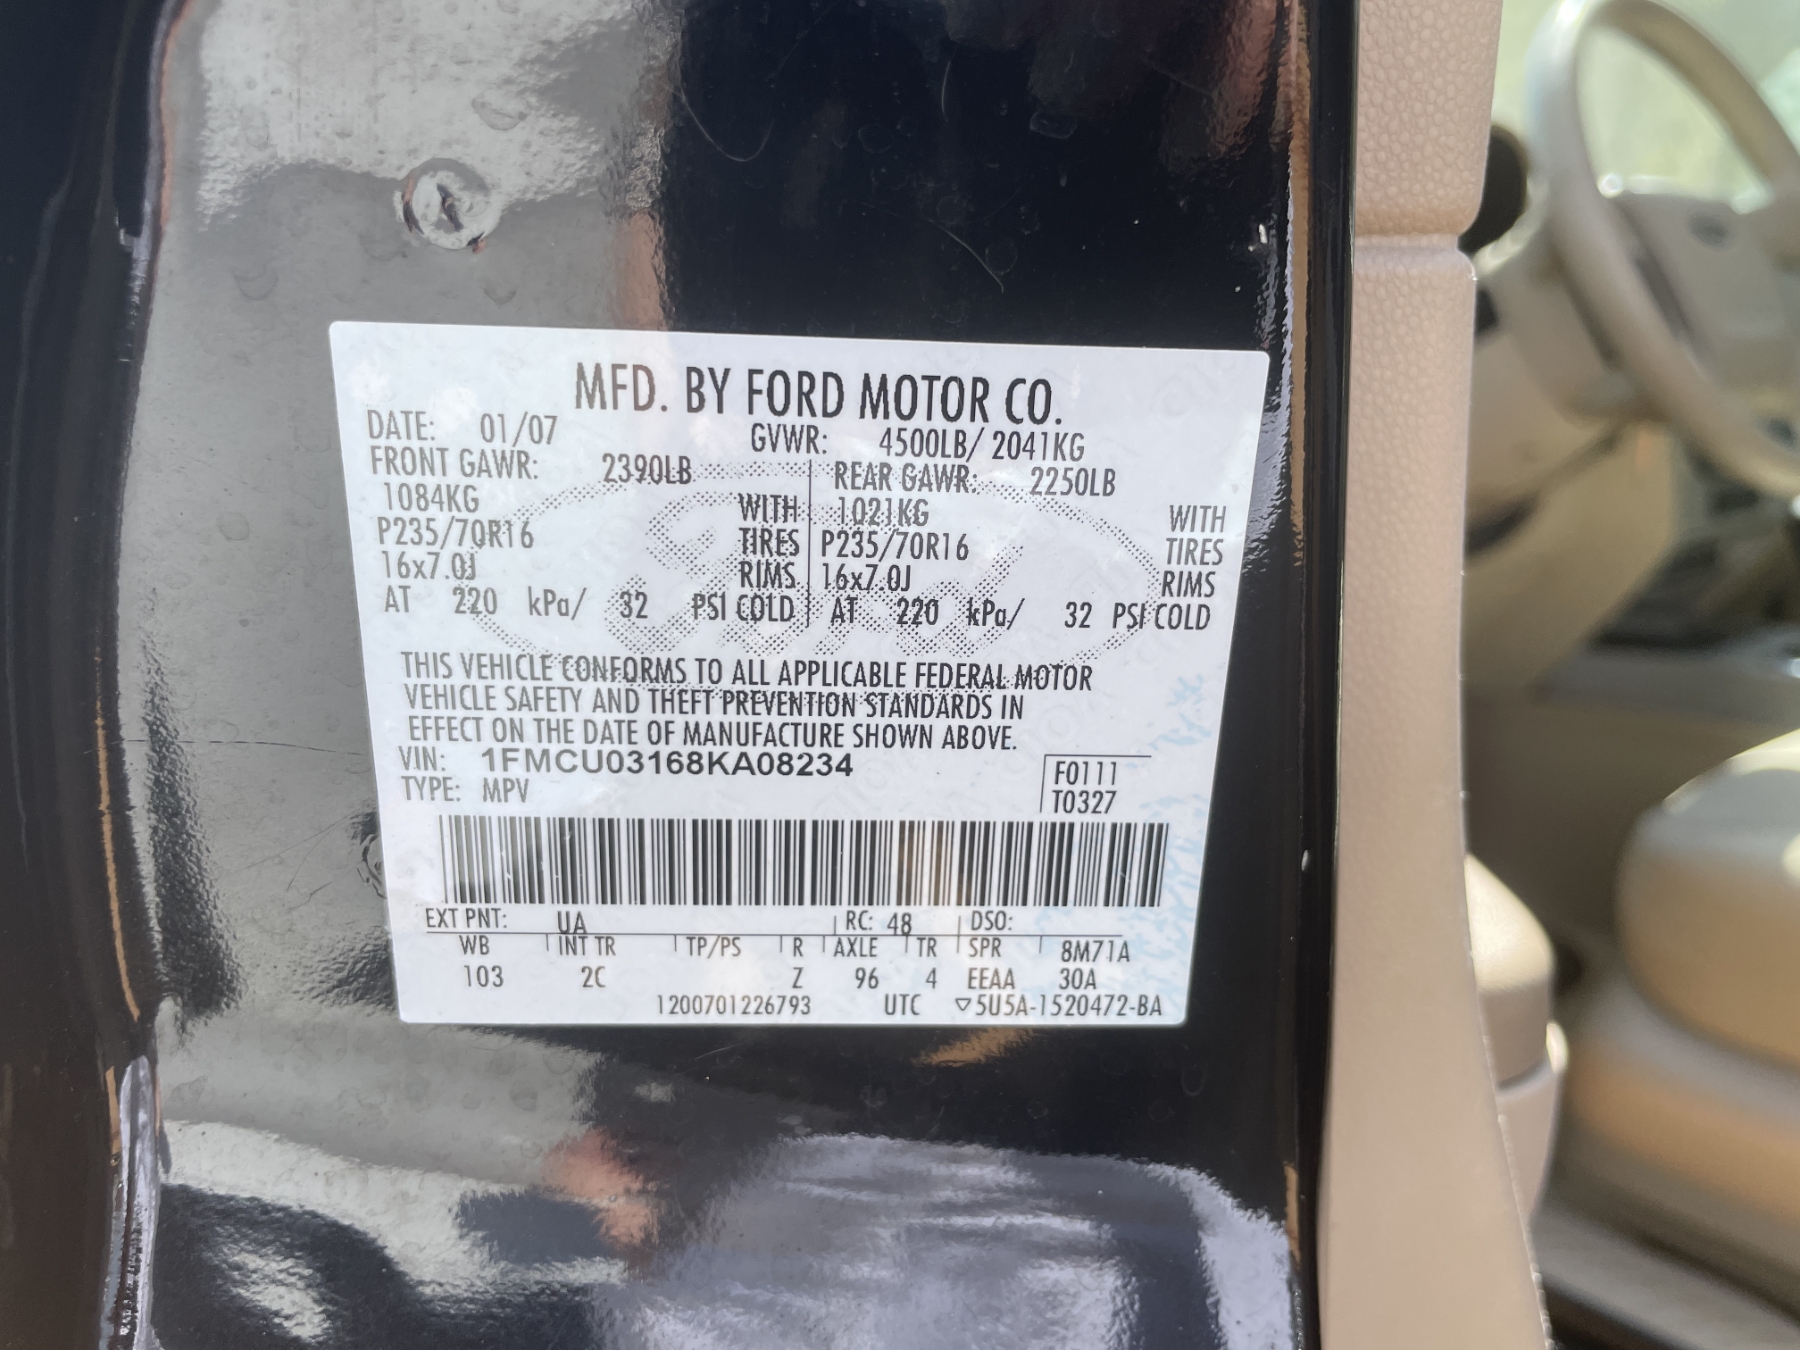 MFD. BY FORD MOTOR CO.
DATE: 01/07 GVWR: 4500LB/ 2041KG
FRONT GAWR: 2390LB REAR GAWR: 2250LB
1084KG WITH 1021KG WITH
P235/70R16 TIRES P235/70R16 TIRES
16x7.0J RIMS 16x7.0J RIMS
AT 220 kPa/ 32 PSI COLD AT 220 kPa/ 32 PSI COLD
THIS VEHICLE CONFORMS TO ALL APPLICABLE FEDERAL MOTOR
VEHICLE SAFETY AND THEFT PREVENTION STANDARDS IN
EFFECT ON THE DATE OF MANUFACTURE SHOWN ABOVE.
VIN: 1FMCU03168KA08234 F0111
TYPE: MPV T0327
EXT PNT: UA RC: 48 DSO:
WB INT TR TP/PS R AXLE TR SPR 8M71A
103 2C Z 96 4 EEAA 30A
1200701226793 UTC ▽5U5A-1520472-BA